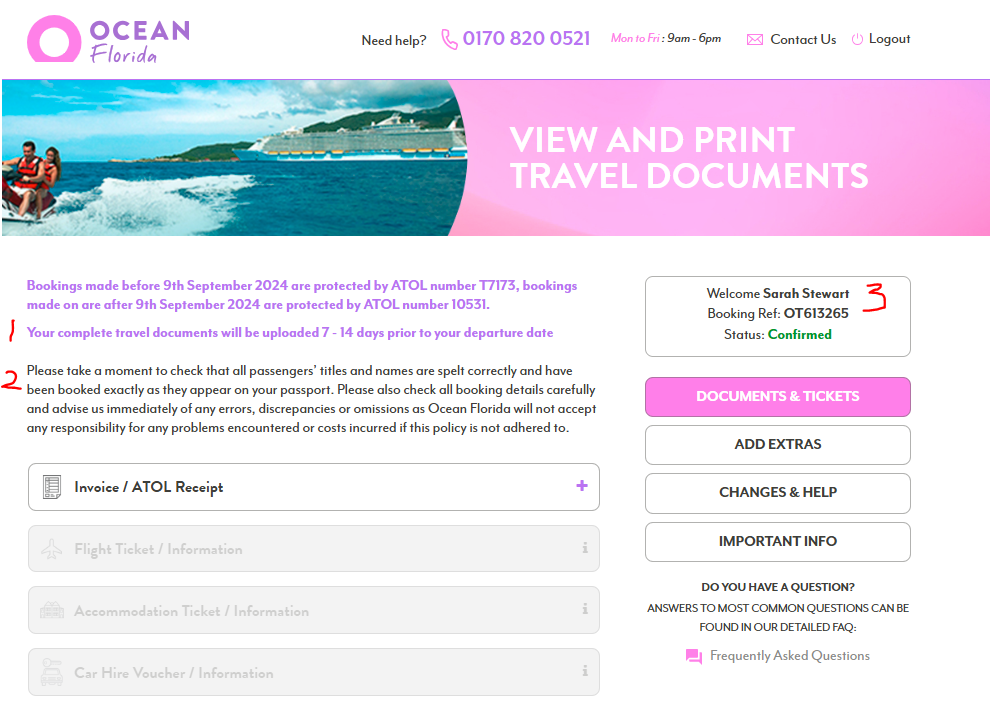 OCEAN
Florida
Need help? 0170 820 0521 Mon to Fri : 9am - 6pm Contact Us Logout
VIEW AND PRINT
TRAVEL DOCUMENTS
Bookings made before 9th September 2024 are protected by ATOL number T7173, bookings
made on are after 9th September 2024 are protected by ATOL number 10531.
1 Your complete travel documents will be uploaded 7 - 14 days prior to your departure date
2 Please take a moment to check that all passengers' titles and names are spelt correctly and have
been booked exactly as they appear on your passport. Please also check all booking details carefully
and advise us immediately of any errors, discrepancies or omissions as Ocean Florida will not accept
any responsibility for any problems encountered or costs incurred if this policy is not adhered to.
Invoice / ATOL Receipt +
Flight Ticket / Information i
Accommodation Ticket / Information i
Car Hire Voucher / Information i
Welcome Sarah Stewart 3
Booking Ref: OT613265
Status: Confirmed
DOCUMENTS & TICKETS
ADD EXTRAS
CHANGES & HELP
IMPORTANT INFO
DO YOU HAVE A QUESTION?
ANSWERS TO MOST COMMON QUESTIONS CAN BE
FOUND IN OUR DETAILED FAQ:
Frequently Asked Questions